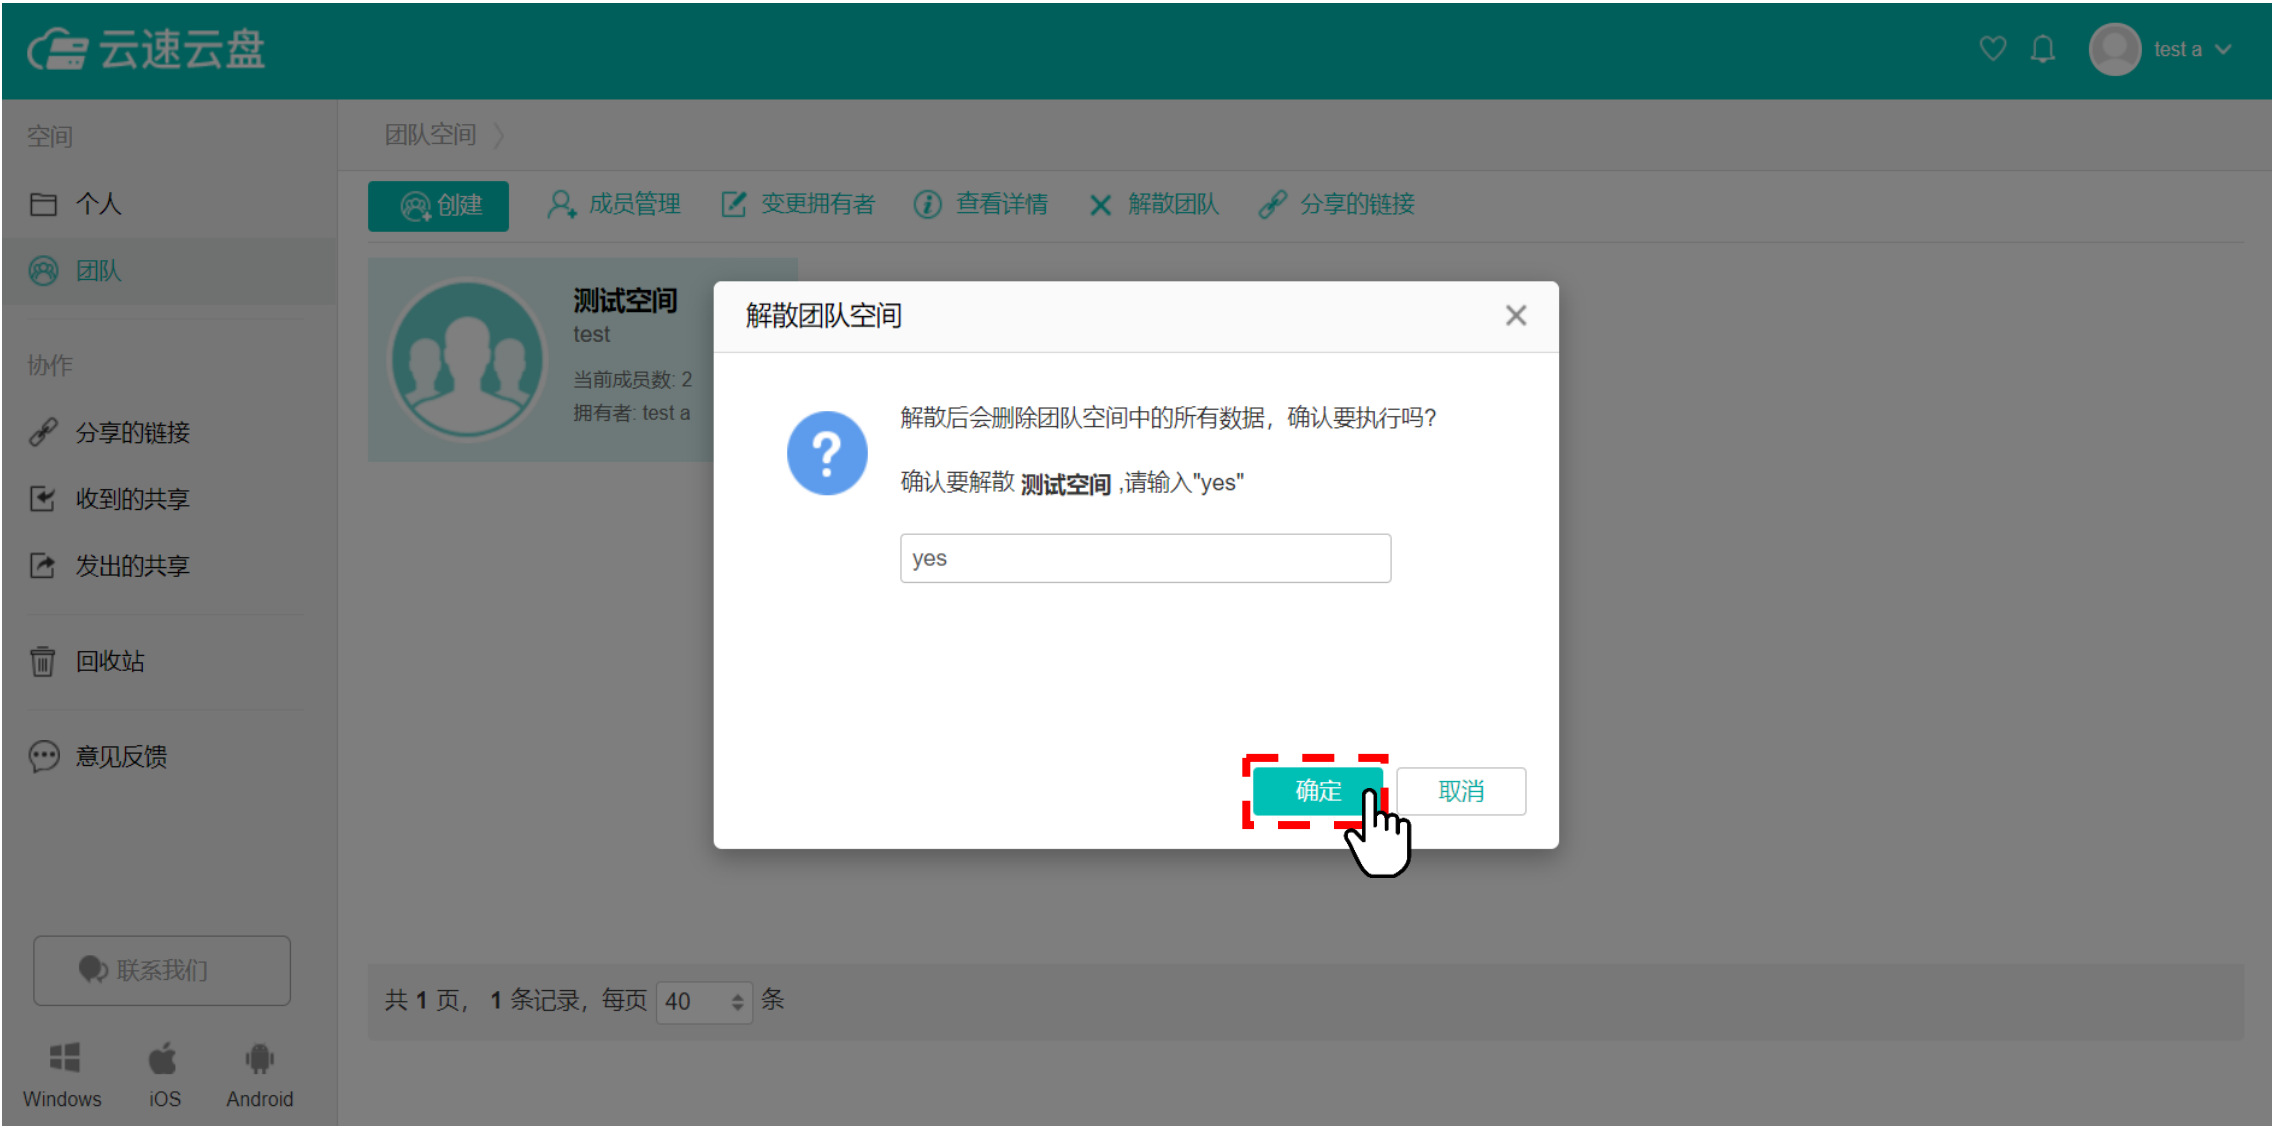 云速云盘
test a
空间
个人
团队
协作
分享的链接
收到的共享
发出的共享
回收站
意见反馈
联系我们
Windows
iOS
Android
团队空间
创建
成员管理
变更拥有者
查看详情
解散团队
分享的链接
测试空间
test
当前成员数: 2
拥有者: test a
解散团队空间
解散后会删除团队空间中的所有数据，确认要执行吗?
确认要解散 测试空间 ,请输入"yes"
yes
确定
取消
共 1 页， 1 条记录，每页 40 条